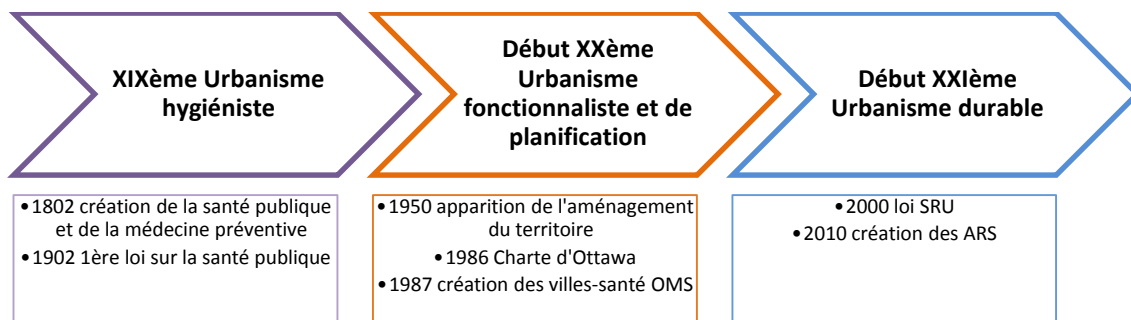 XIXème Urbanisme
hygiéniste
Début XXème
Urbanisme
fonctionnaliste et de
planification
Début XXIème
Urbanisme durable
•1802 création de la santé publique
et de la médecine préventive
•1902 1ère loi sur la santé publique
•1950 apparition de l'aménagement
du territoire
•1986 Charte d'Ottawa
•1987 création des villes-santé OMS
•2000 loi SRU
•2010 création des ARS